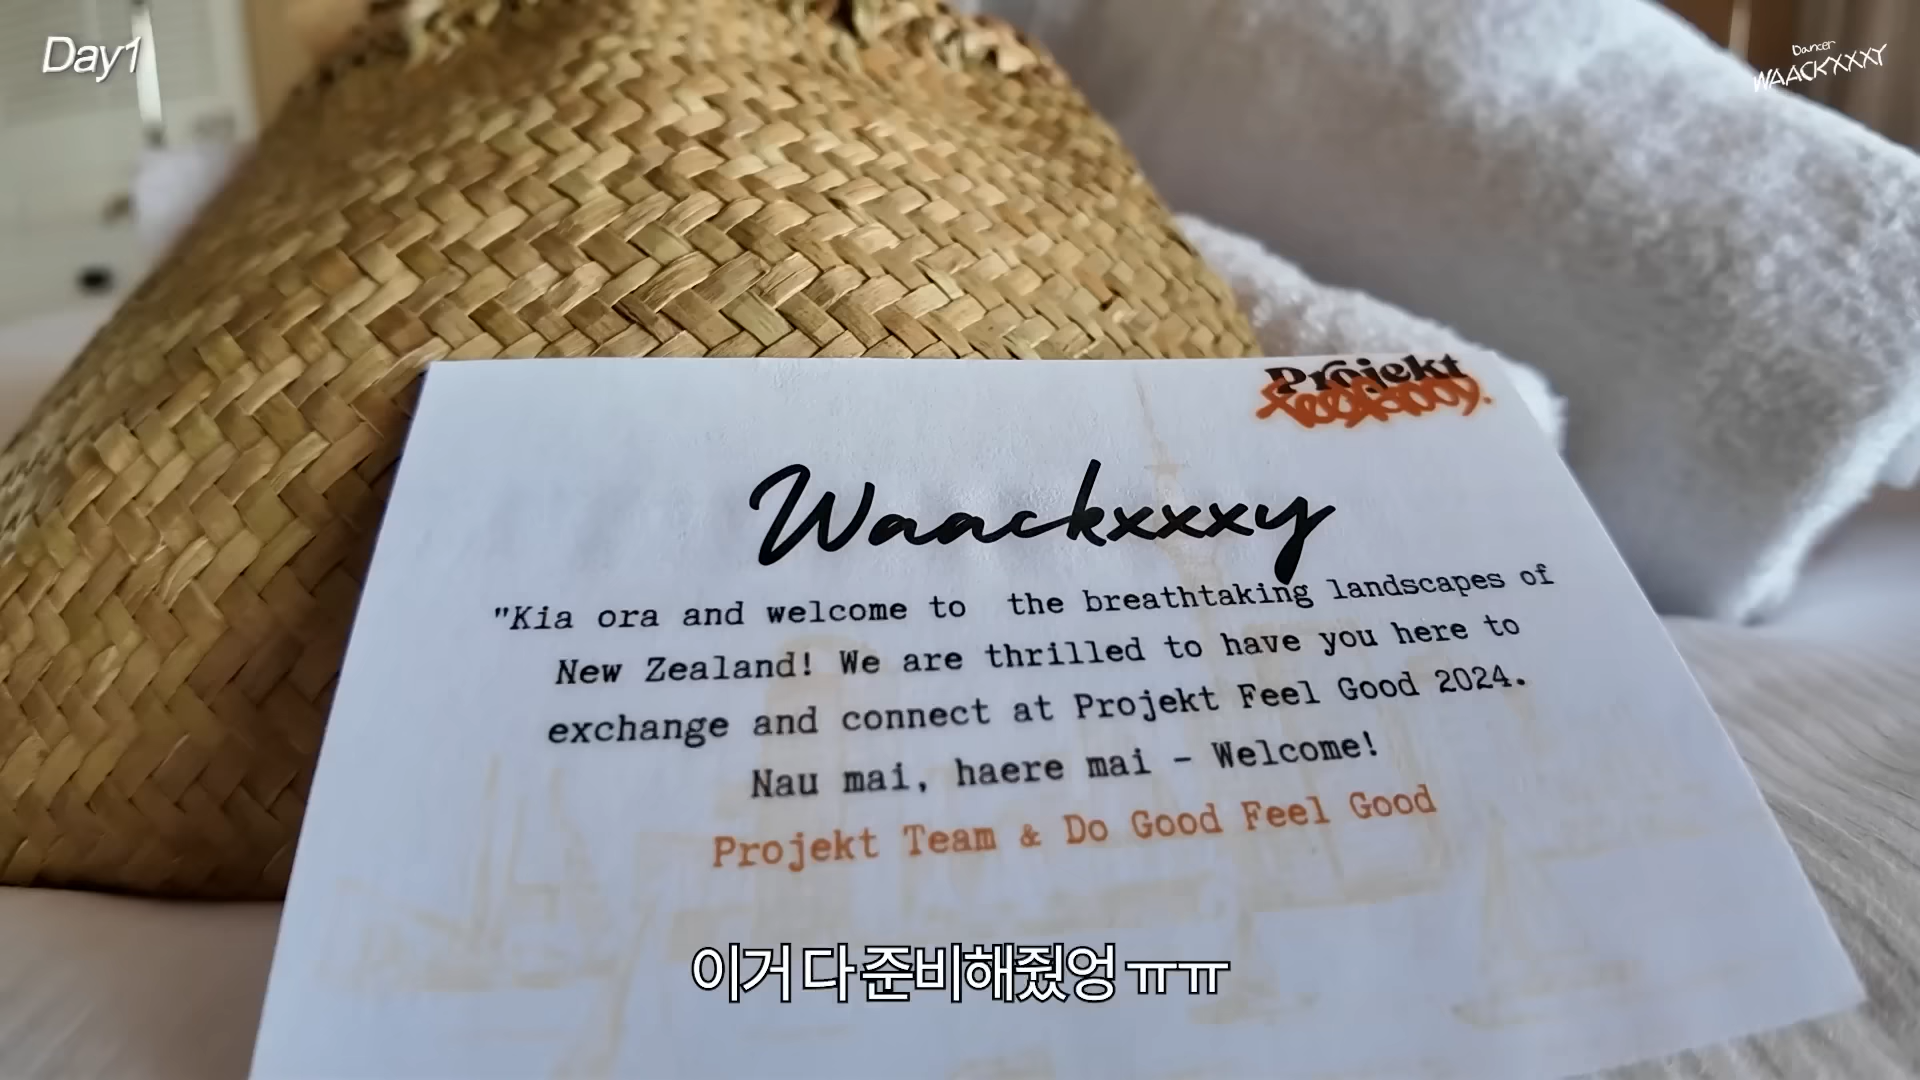 Day1
Dancer
WAACKXXXY
Projekt
feel good.
Waackxxxy
"Kia ora and welcome to the breathtaking landscapes of
New Zealand! We are thrilled to have you here to
exchange and connect at Projekt Feel Good 2024.
Nau mai, haere mai - Welcome!
Projekt Team & Do Good Feel Good
이거 다 준비해줬엉 ㅠㅠ